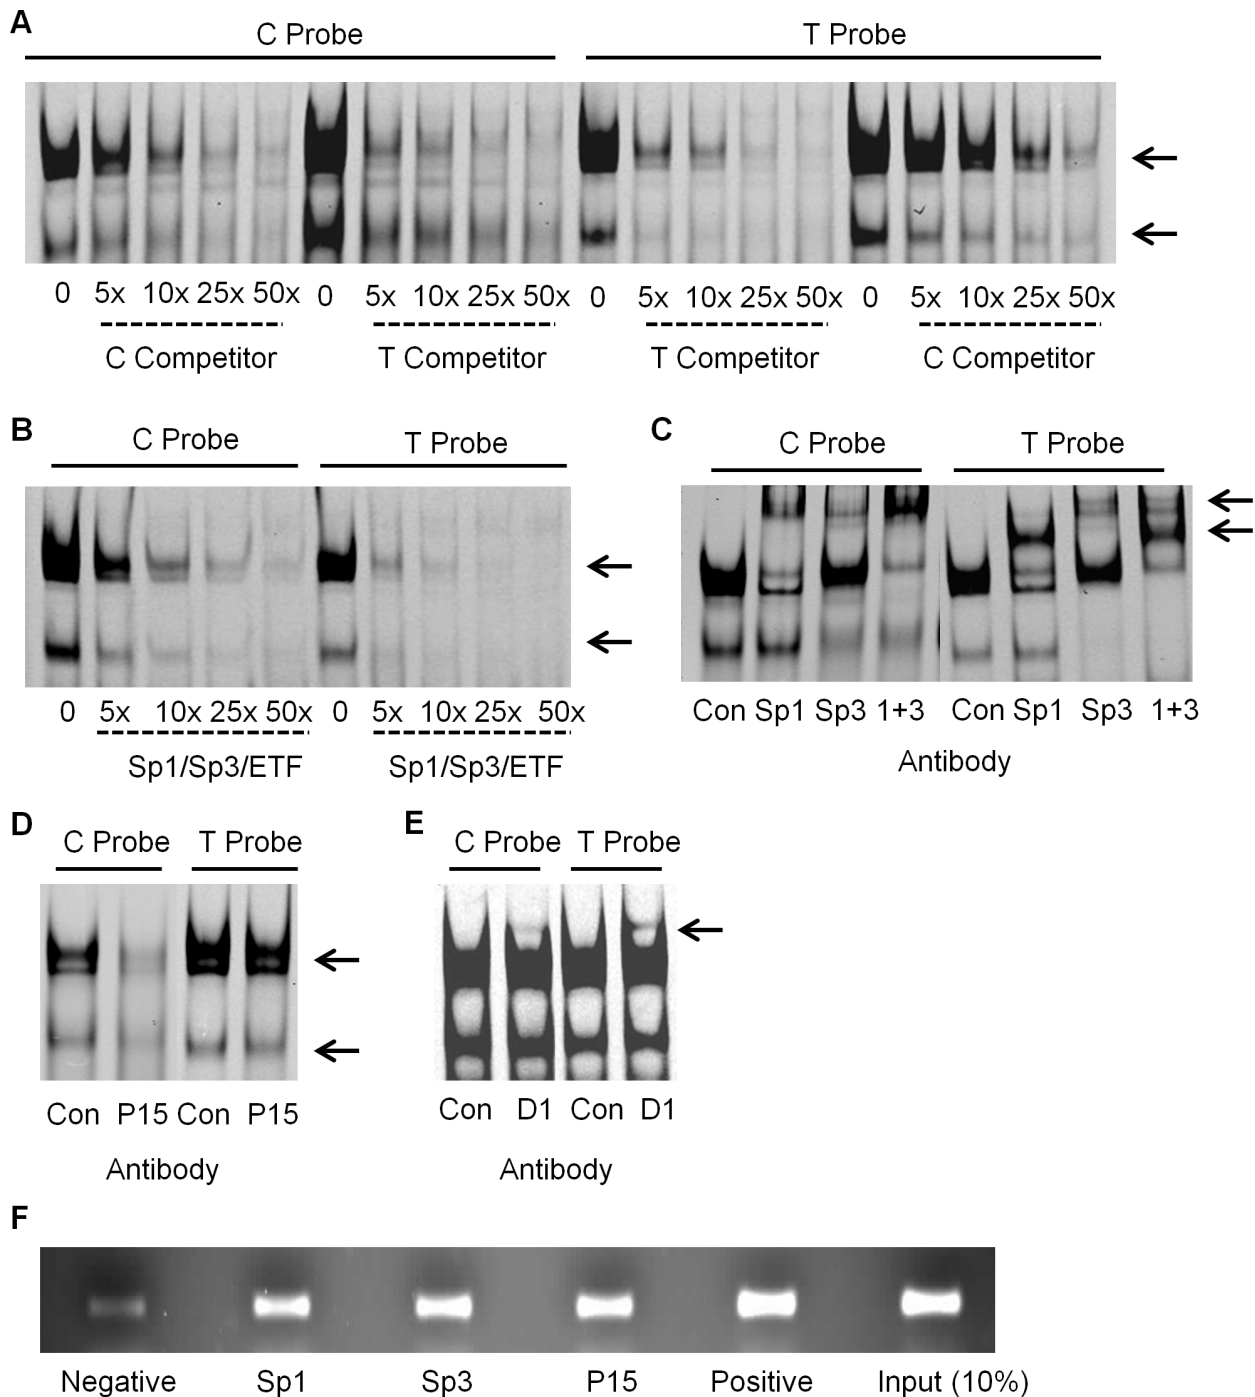 A
C Probe T Probe
0 5x 10x 25x 50x 0 5x 10x 25x 50x 0 5x 10x 25x 50x 0 5x 10x 25x 50x
C Competitor T Competitor T Competitor C Competitor
B
C Probe T Probe
0 5x 10x 25x 50x 0 5x 10x 25x 50x
Sp1/Sp3/ETF Sp1/Sp3/ETF
C
C Probe T Probe
Con Sp1 Sp3 1+3 Con Sp1 Sp3 1+3
Antibody
D
C Probe T Probe
Con P15 Con P15
Antibody
E
C Probe T Probe
Con D1 Con D1
Antibody
F
Negative Sp1 Sp3 P15 Positive Input (10%)